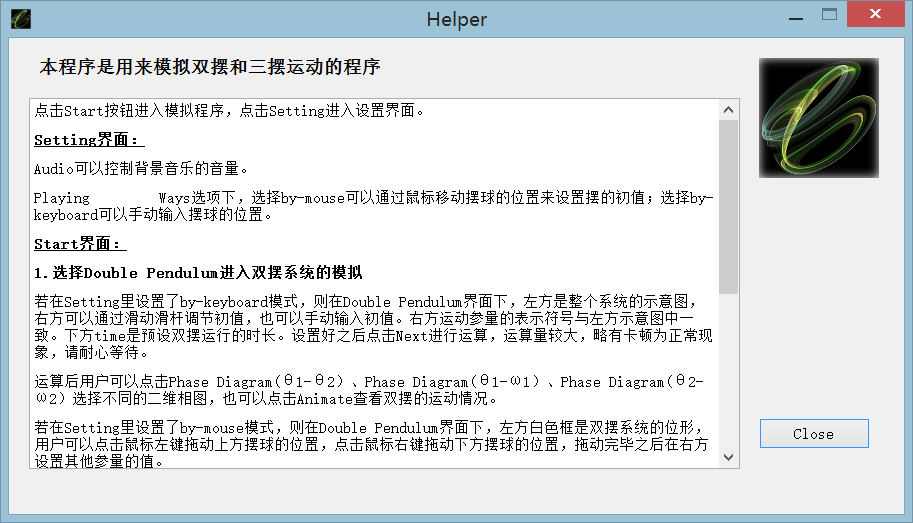 Helper
本程序是用来模拟双摆和三摆运动的程序
点击Start按钮进入模拟程序，点击Setting进入设置界面。
Setting界面：
Audio可以控制背景音乐的音量。
Playing Ways选项下，选择by-mouse可以通过鼠标移动摆球的位置来设置摆的初值；选择by-
keyboard可以手动输入摆球的位置。
Start界面：
1.选择Double Pendulum进入双摆系统的模拟
若在Setting里设置了by-keyboard模式，则在Double Pendulum界面下，左方是整个系统的示意图，
右方可以通过滑动滑杆调节初值，也可以手动输入初值。右方运动参量的表示符号与左方示意图中一
致。下方time是预设双摆运行的时长。设置好之后点击Next进行运算，运算量较大，略有卡顿为正常现
象，请耐心等待。
运算后用户可以点击Phase Diagram(θ1-θ2)、Phase Diagram(θ1-ω1)、Phase Diagram(θ2-
ω2)选择不同的二维相图，也可以点击Animate查看双摆的运动情况。
若在Setting里设置了by-mouse模式，则在Double Pendulum界面下，左方白色框是双摆系统的位形，
用户可以点击鼠标左键拖动上方摆球的位置，点击鼠标右键拖动下方摆球的位置，拖动完毕之后在右方
设置其他参量的值。
Close